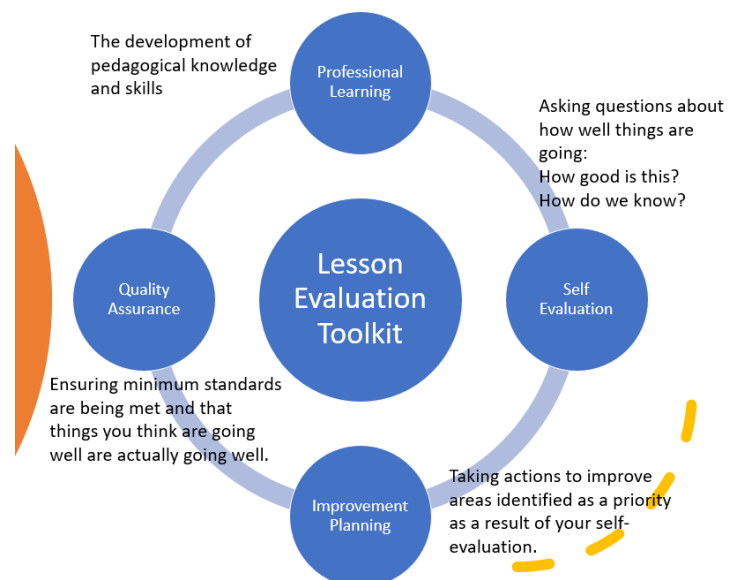 The development of
pedagogical knowledge
and skills
Professional
Learning
Asking questions about
how well things are
going:
How good is this?
How do we know?
Lesson
Evaluation
Toolkit
Quality
Assurance
Self
Evaluation
Ensuring minimum standards
are being met and that
things you think are going
well are actually going well.
Improvement
Planning
Taking actions to improve
areas identified as a priority
as a result of your self-
evaluation.